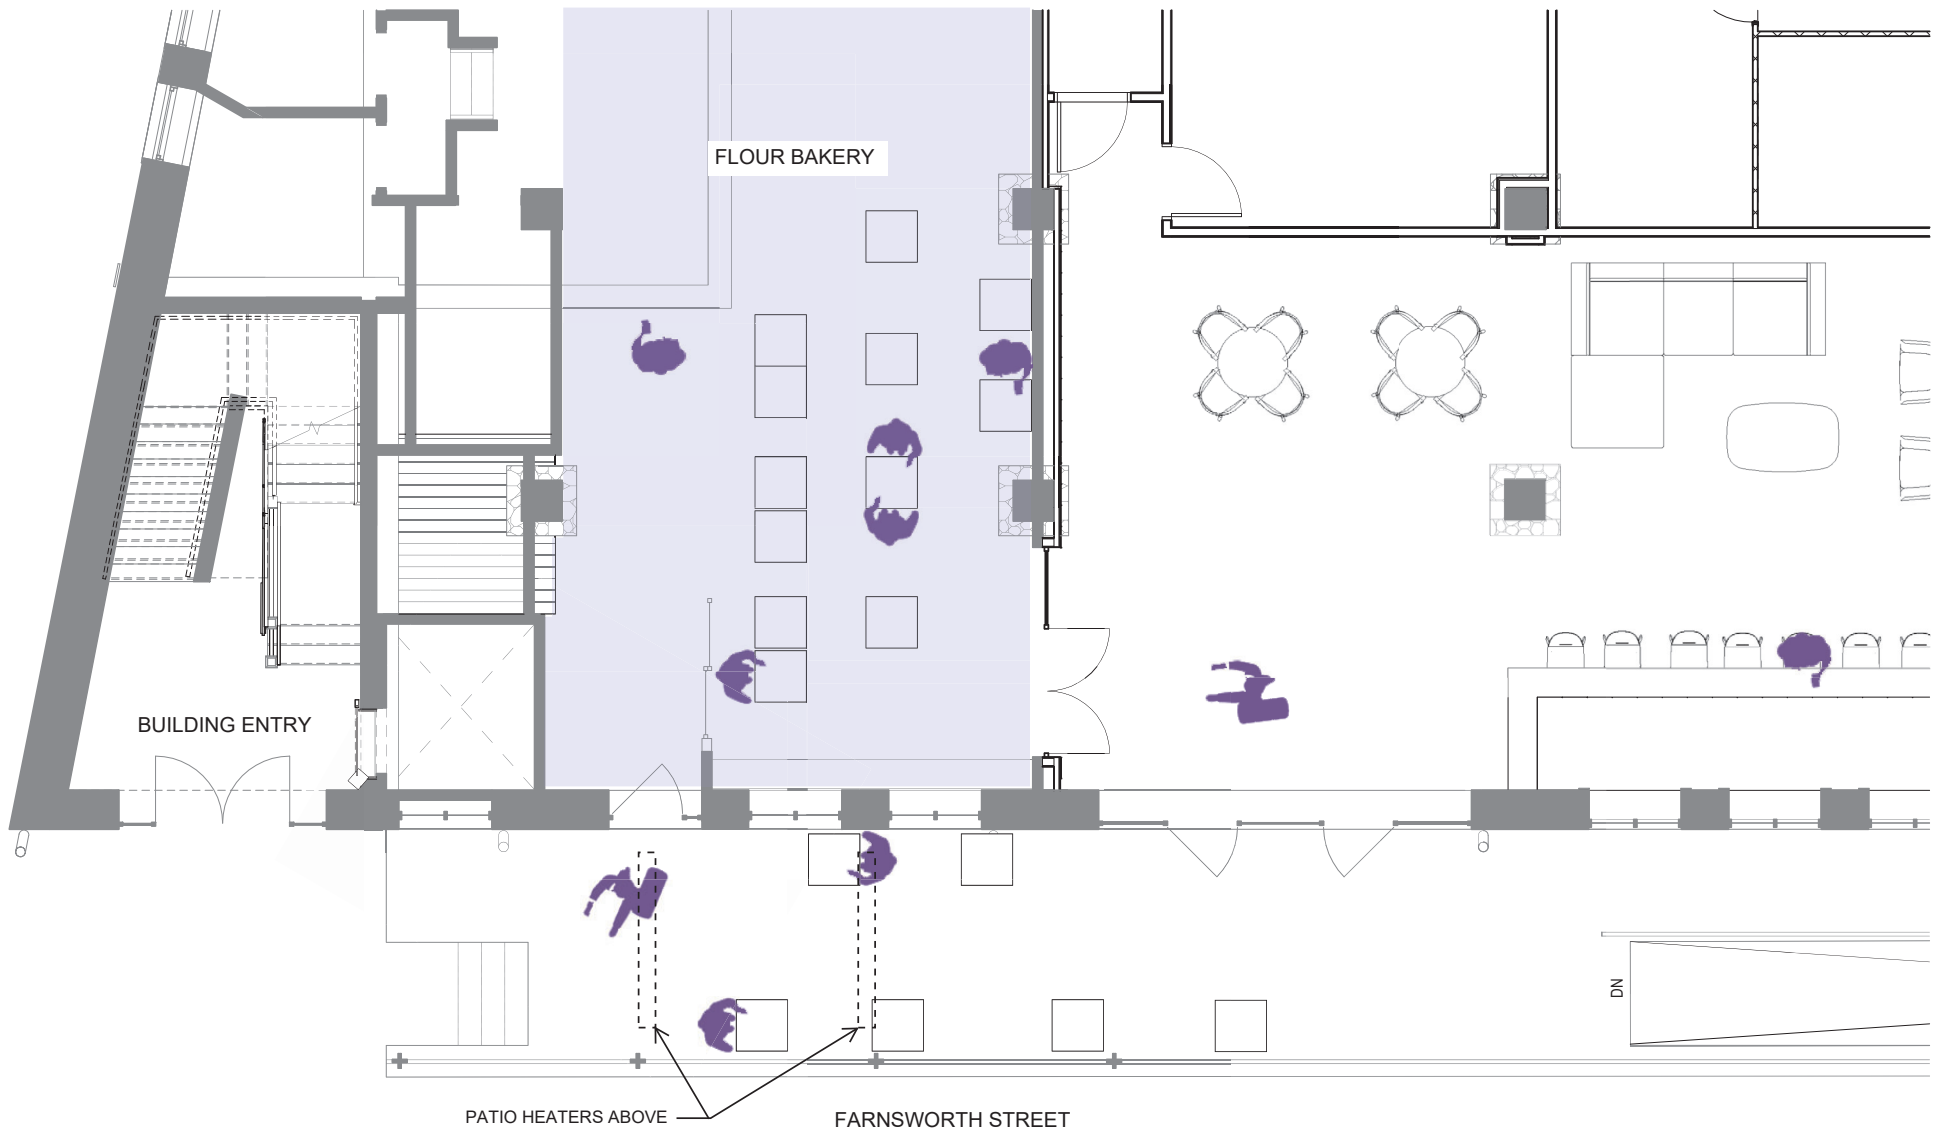 FLOUR BAKERY
BUILDING ENTRY
DN
PATIO HEATERS ABOVE
FARNSWORTH STREET